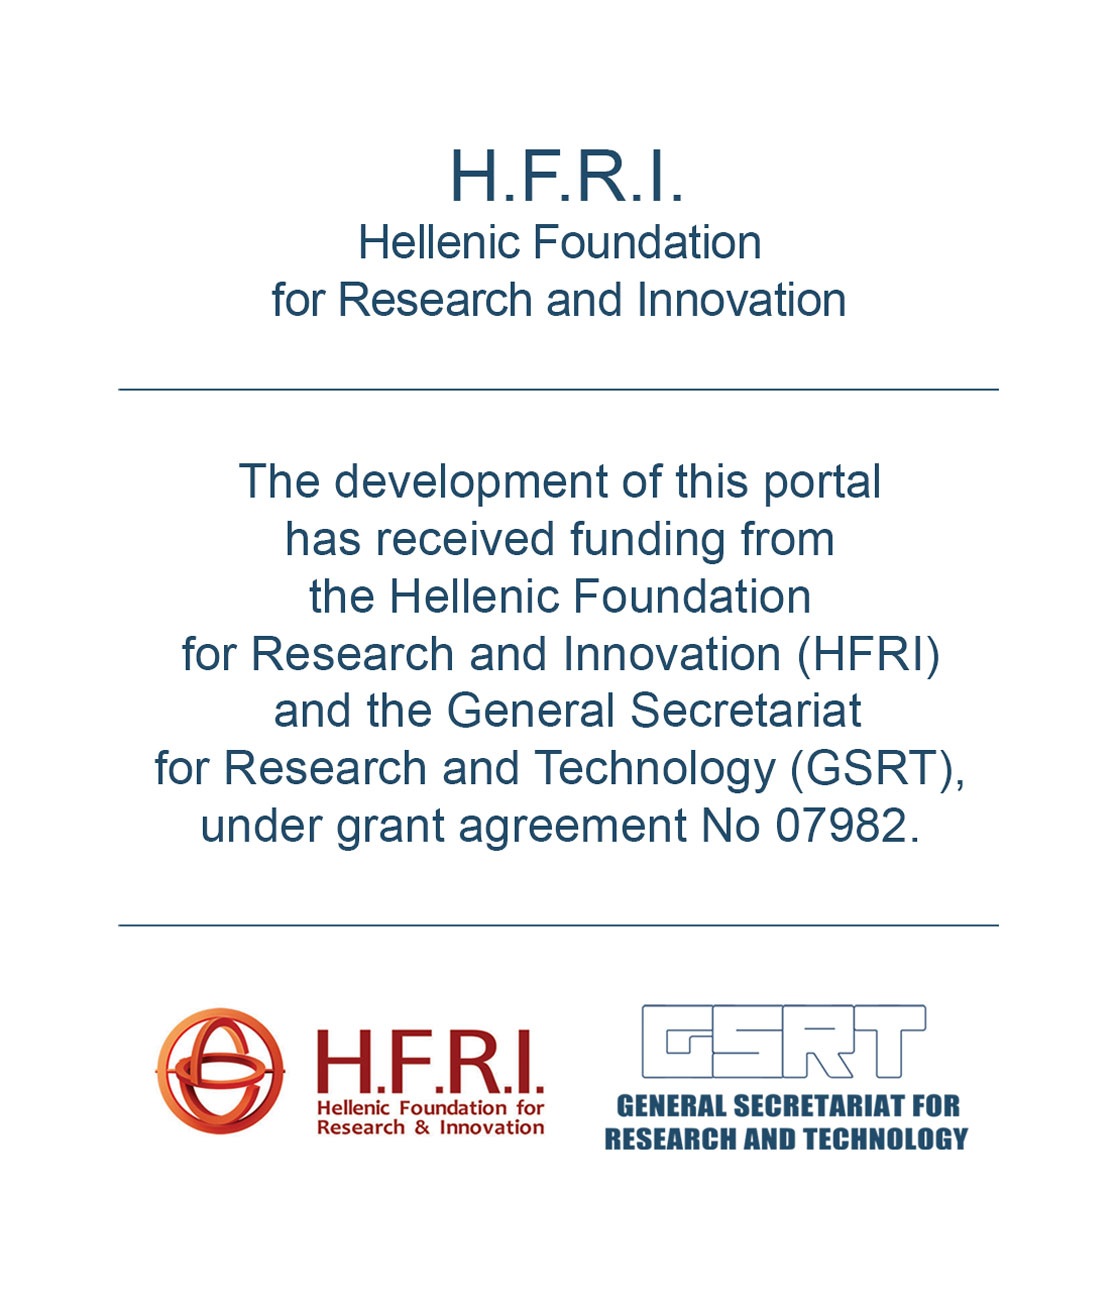 H.F.R.I.
Hellenic Foundation
for Research and Innovation
The development of this portal
has received funding from
the Hellenic Foundation
for Research and Innovation (HFRI)
and the General Secretariat
for Research and Technology (GSRT),
under grant agreement No 07982.
H.F.R.I.
Hellenic Foundation for
Research & Innovation
GSRT
GENERAL SECRETARIAT FOR
RESEARCH AND TECHNOLOGY